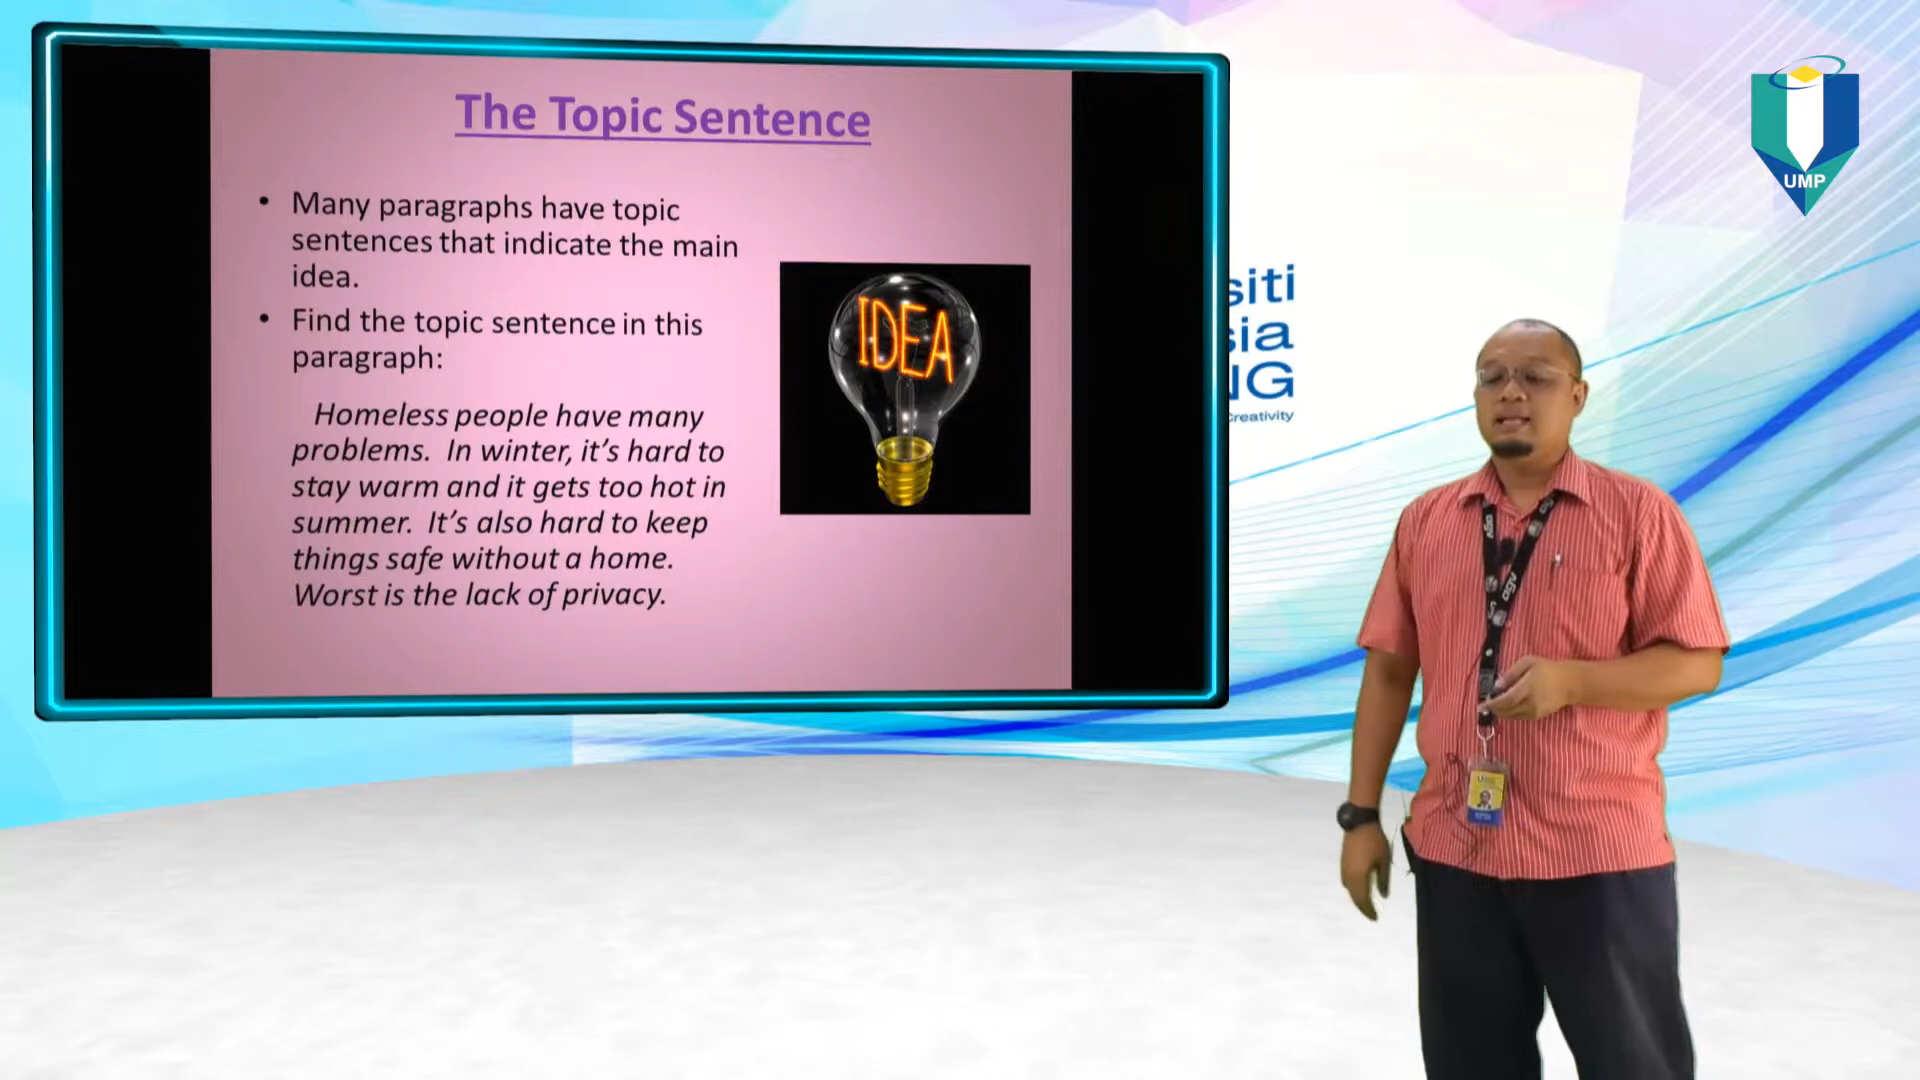 The Topic Sentence
• Many paragraphs have topic
sentences that indicate the main
idea.
• Find the topic sentence in this
paragraph:
Homeless people have many
problems. In winter, it's hard to
stay warm and it gets too hot in
summer. It's also hard to keep
things safe without a home.
Worst is the lack of privacy.
IDEA
siti
sia
NG
Creativity
UMP